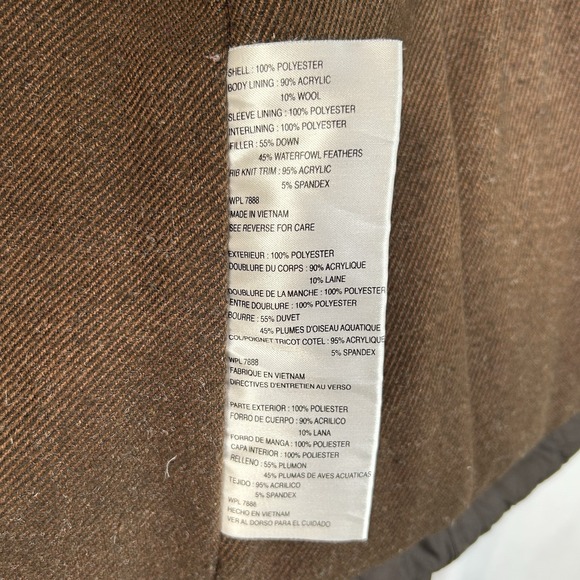 SHELL : 100% POLYESTER
BODY LINING : 90% ACRYLIC
10% WOOL
SLEEVE LINING : 100% POLYESTER
INTERLINING : 100% POLYESTER
FILLER : 55% DOWN
45% WATERFOWL FEATHERS
RIB KNIT TRIM : 95% ACRYLIC
5% SPANDEX
WPL 7888
MADE IN VIETNAM
SEE REVERSE FOR CARE
EXTERIEUR : 100% POLYESTER
DOUBLURE DU CORPS : 90% ACRYLIQUE
10% LAINE
DOUBLURE DE LA MANCHE : 100% POLYESTER
ENTRE DOUBLURE : 100% POLYESTER
BOURRE : 55% DUVET
45% PLUMES D'OISEAU AQUATIQUE
COUPOIGNET TRICOT COTEL : 95% ACRYLIQUE
5% SPANDEX
WPL 7888
FABRIQUE EN VIETNAM
DIRECTIVES D'ENTRETIEN AU VERSO
PARTE EXTERIOR : 100% POLIESTER
FORRO DE CUERPO : 90% ACRILICO
10% LANA
FORRO DE MANGA : 100% POLIESTER
CAPA INTERIOR : 100% POLIESTER
RELLENO : 55% PLUMON
45% PLUMAS DE AVES ACUATICAS
TEJIDO : 95% ACRILICO
5% SPANDEX
WPL 7888
HECHO EN VIETNAM
VER AL DORSO PARA EL CUIDADO